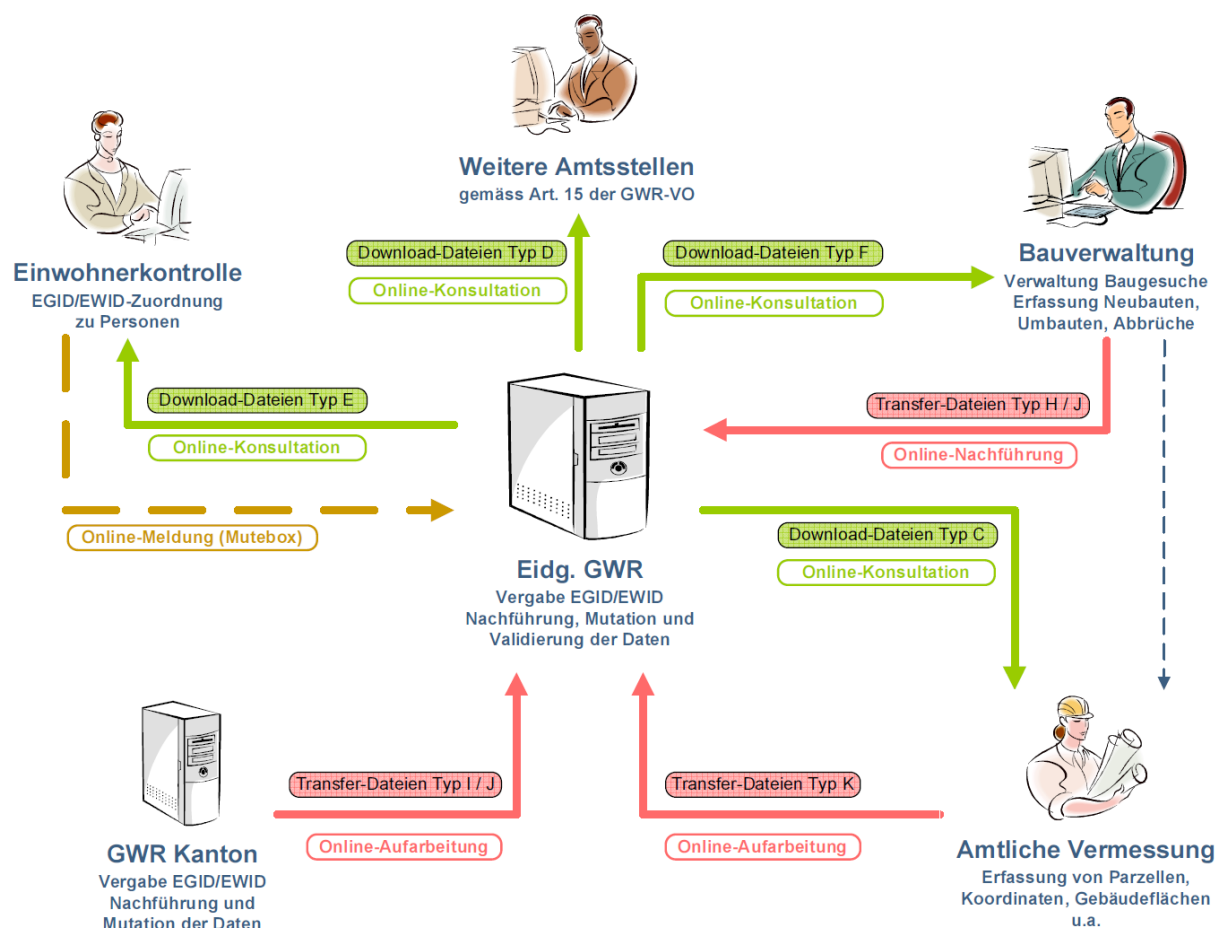 Weitere Amtsstellen
gemäss Art. 15 der GWR-VO
Einwohnerkontrolle
EGID/EWID-Zuordnung
zu Personen
Download-Dateien Typ D
Online-Konsultation
Download-Dateien Typ F
Online-Konsultation
Bauverwaltung
Verwaltung Baugesuche
Erfassung Neubauten,
Umbauten, Abbrüche
Download-Dateien Typ E
Online-Konsultation
Transfer-Dateien Typ H / J
Online-Nachführung
Online-Meldung (Mutebox)
Download-Dateien Typ C
Online-Konsultation
Eidg. GWR
Vergabe EGID/EWID
Nachführung, Mutation und
Validierung der Daten
Transfer-Dateien Typ I / J
Online-Aufarbeitung
Transfer-Dateien Typ K
Online-Aufarbeitung
GWR Kanton
Vergabe EGID/EWID
Nachführung und
Mutation der Daten
Amtliche Vermessung
Erfassung von Parzellen,
Koordinaten, Gebäudeflächen
u.a.